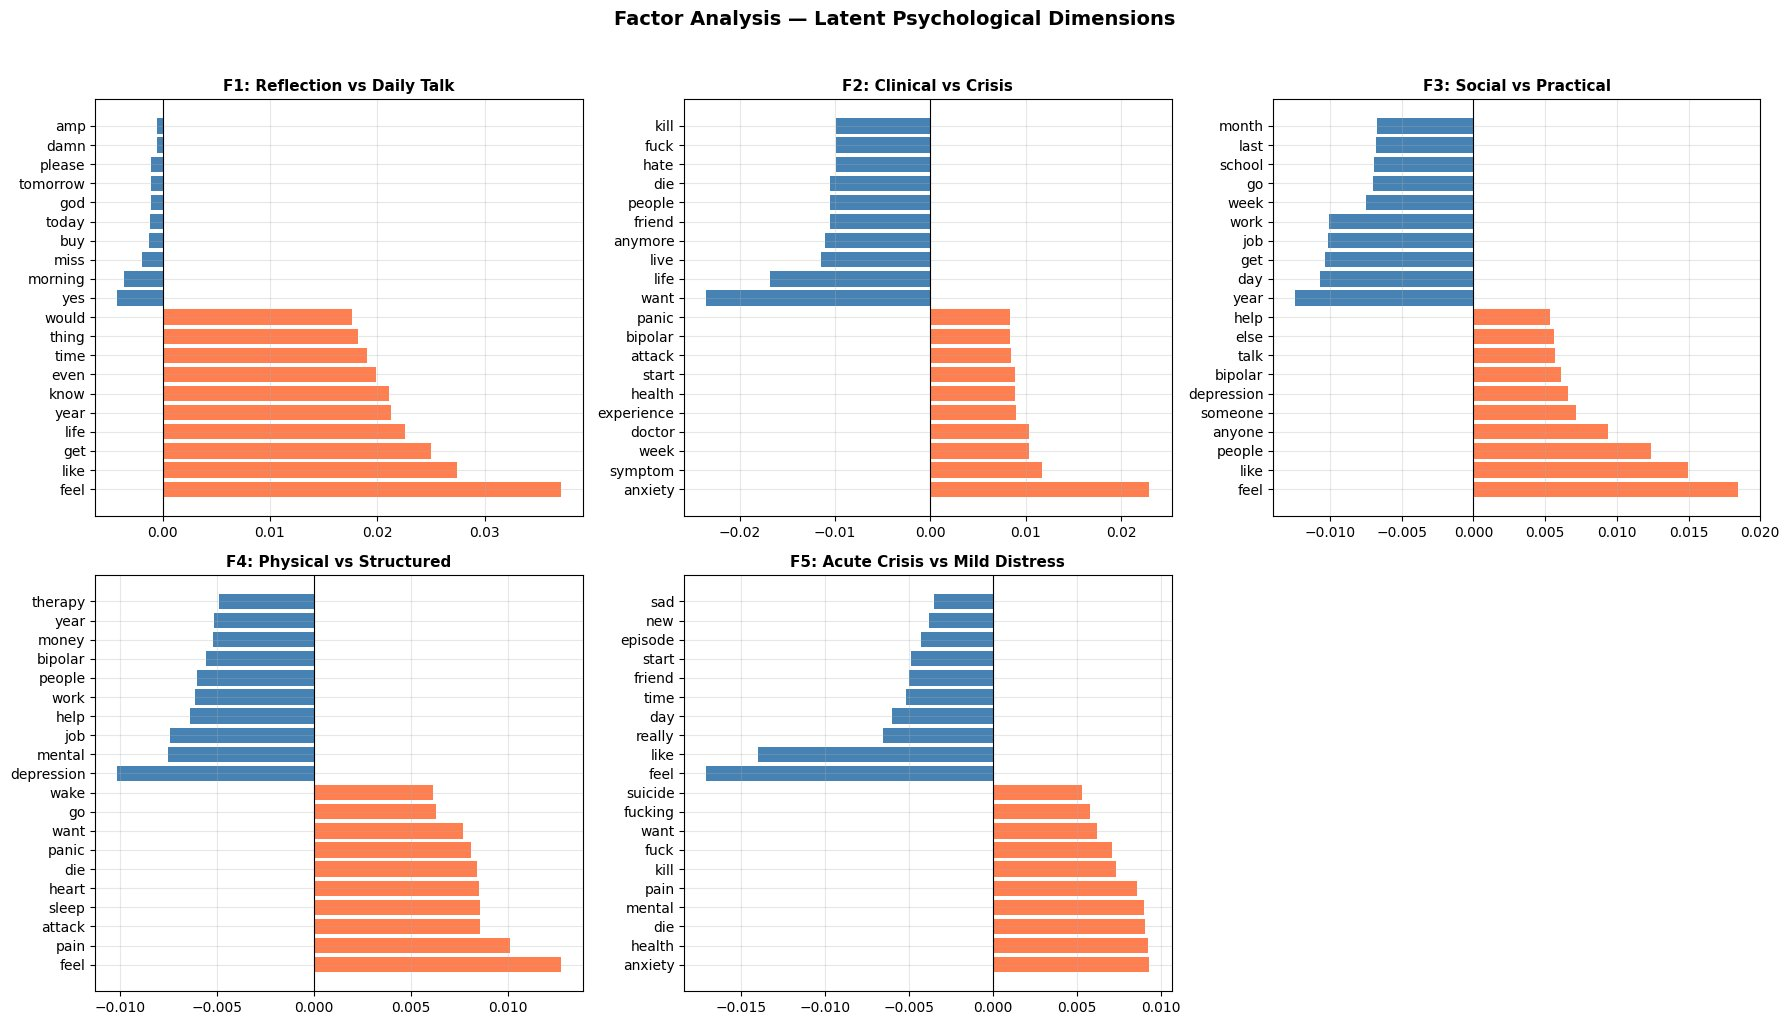 Factor Analysis — Latent Psychological Dimensions
F1: Reflection vs Daily Talk
amp
damn
please
tomorrow
god
today
buy
miss
morning
yes
would
thing
time
even
know
year
life
get
like
feel
0.00 0.01 0.02 0.03
F2: Clinical vs Crisis
kill
fuck
hate
die
people
friend
anymore
live
life
want
panic
bipolar
attack
start
health
experience
doctor
week
symptom
anxiety
−0.02 −0.01 0.00 0.01 0.02
F3: Social vs Practical
month
last
school
go
week
work
job
get
day
year
help
else
talk
bipolar
depression
someone
anyone
people
like
feel
−0.010 −0.005 0.000 0.005 0.010 0.015 0.020
F4: Physical vs Structured
therapy
year
money
bipolar
people
work
help
job
mental
depression
wake
go
want
panic
die
heart
sleep
attack
pain
feel
−0.010 −0.005 0.000 0.005 0.010
F5: Acute Crisis vs Mild Distress
sad
new
episode
start
friend
time
day
really
like
feel
suicide
fucking
want
fuck
kill
pain
mental
die
health
anxiety
−0.015 −0.010 −0.005 0.000 0.005 0.010